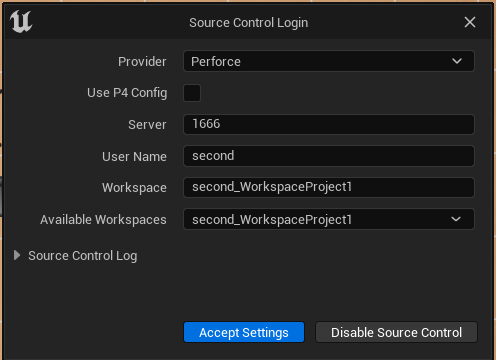 Source Control Login
Provider Perforce
Use P4 Config
Server 1666
User Name second
Workspace second_WorkspaceProject1
Available Workspaces second_WorkspaceProject1
Source Control Log
Accept Settings Disable Source Control